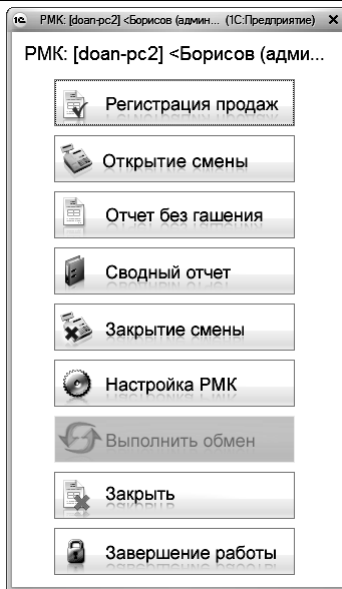 1С РМК: [doan-pc2] <Борисов (админ... (1С:Предприятие)
РМК: [doan-pc2] <Борисов (адми...
Регистрация продаж
Открытие смены
Отчет без гашения
Сводный отчет
Закрытие смены
Настройка РМК
Выполнить обмен
Закрыть
Завершение работы